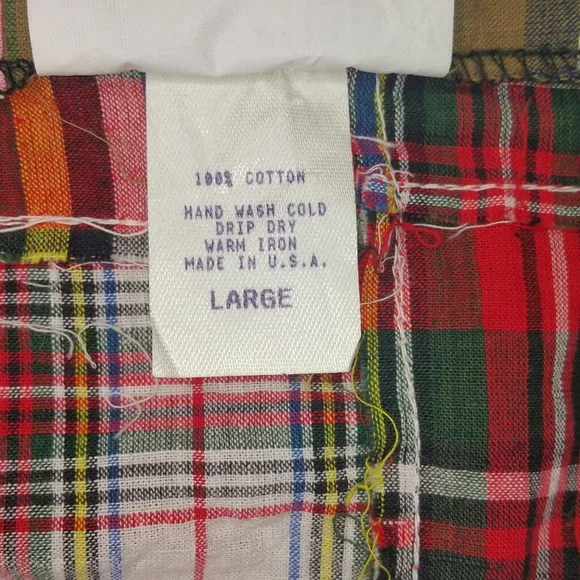 100% COTTON
HAND WASH COLD
DRIP DRY
WARM IRON
MADE IN U.S.A.
LARGE